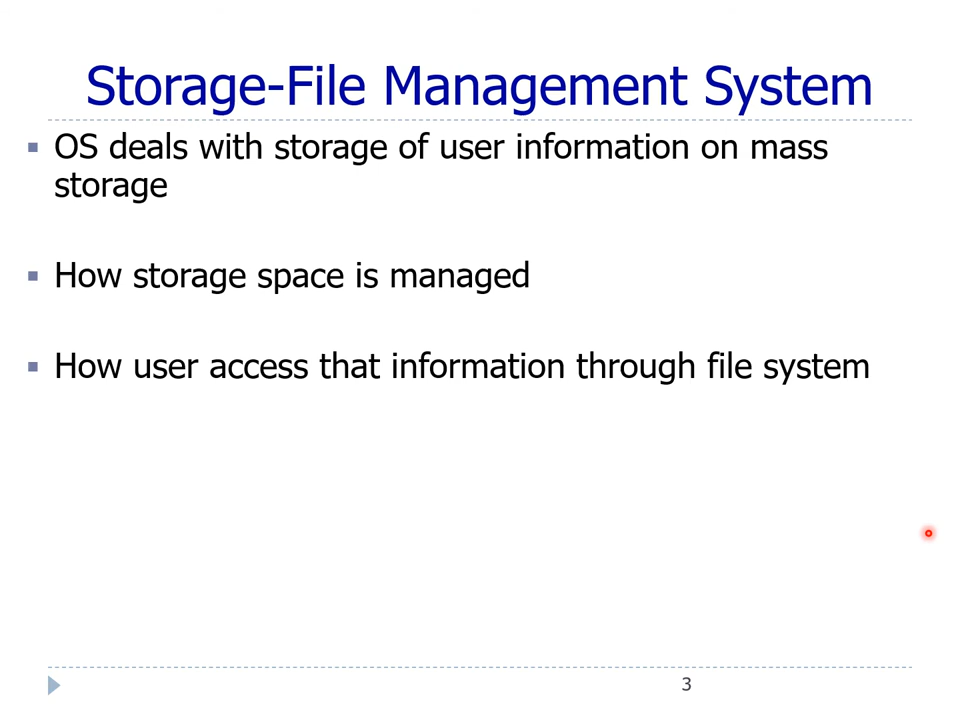 Storage-File Management System
OS deals with storage of user information on mass
storage
How storage space is managed
How user access that information through file system
3